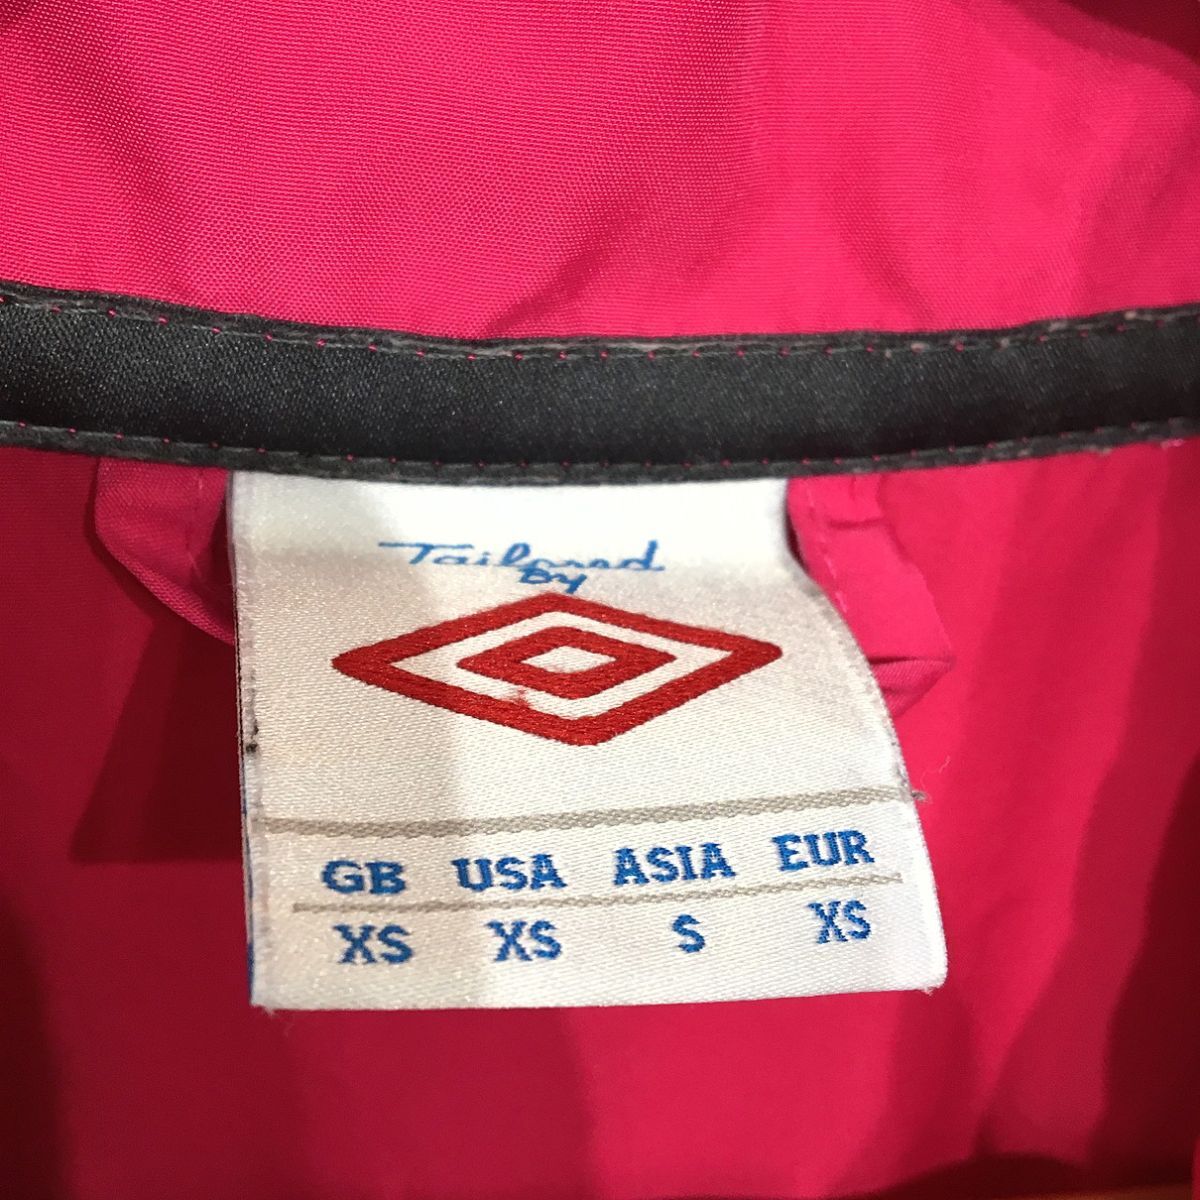 Tailored
by
GB USA ASIA EUR
XS XS S XS